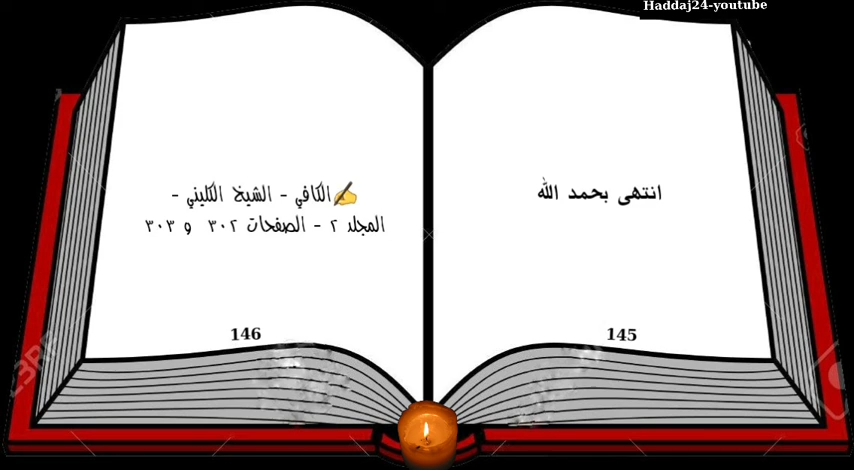 Haddaj24-youtube
انتهى بحمد الله
145
✍الكافي - الشيخ الكليني -
المجلد ٢ - الصفحات ٣٠٢ و ٣٠٣
146